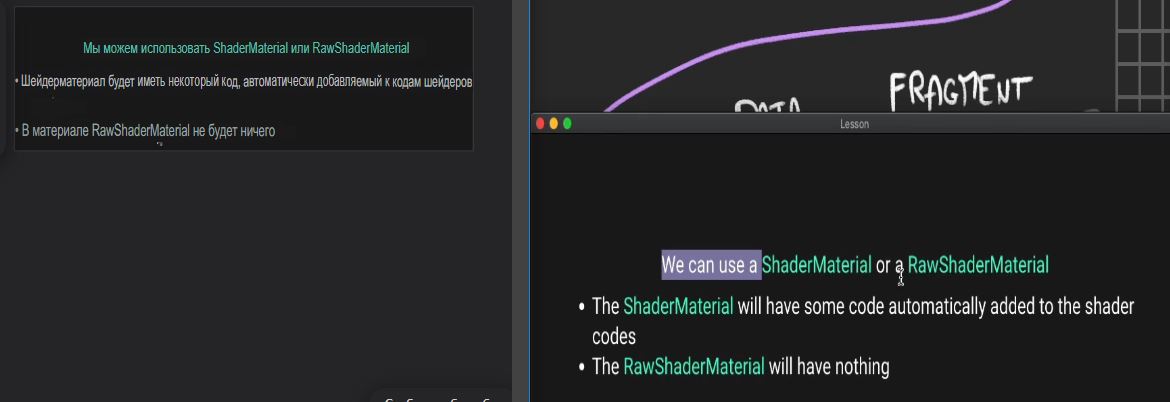 Мы можем использовать ShaderMaterial или RawShaderMaterial
• Шейдерматериал будет иметь некоторый код, автоматически добавляемый к кодам шейдеров
• В материале RawShaderMaterial не будет ничего
DATA
FRAGMENT
Lesson
We can use a ShaderMaterial or a RawShaderMaterial
• The ShaderMaterial will have some code automatically added to the shader
codes
• The RawShaderMaterial will have nothing